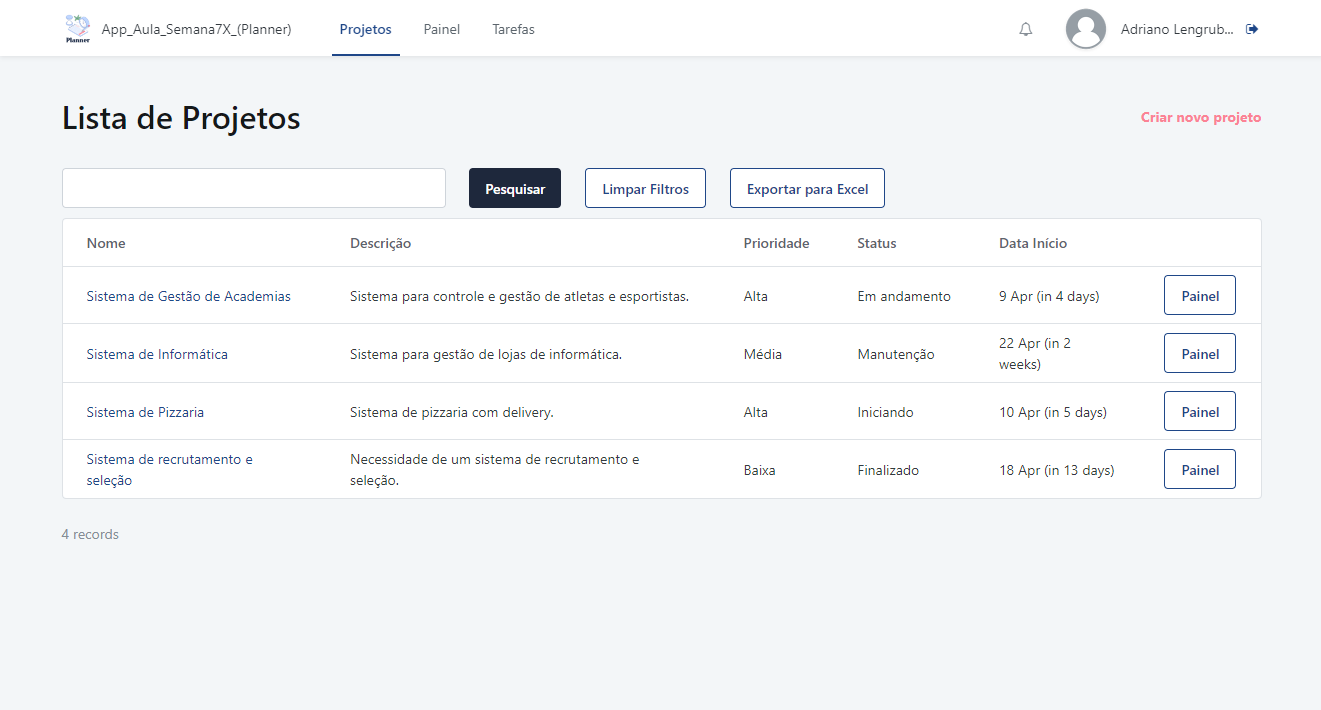 Planner
App_Aula_Semana7X_(Planner)
Projetos
Painel
Tarefas
Adriano Lengrub...
Lista de Projetos
Criar novo projeto
Pesquisar
Limpar Filtros
Exportar para Excel
Nome Descrição Prioridade Status Data Início
Sistema de Gestão de Academias Sistema para controle e gestão de atletas e esportistas. Alta Em andamento 9 Apr (in 4 days) Painel
Sistema de Informática Sistema para gestão de lojas de informática. Média Manutenção 22 Apr (in 2
weeks) Painel
Sistema de Pizzaria Sistema de pizzaria com delivery. Alta Iniciando 10 Apr (in 5 days) Painel
Sistema de recrutamento e
seleção
Necessidade de um sistema de recrutamento e
seleção.
Baixa Finalizado 18 Apr (in 13 days) Painel
4 records